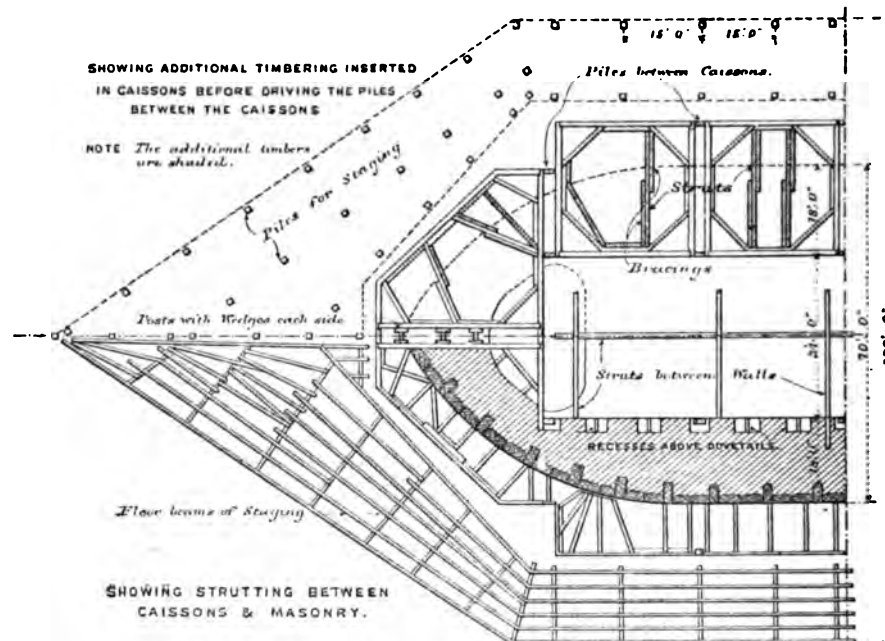 15'. 0" 15'. 0"
SHOWING ADDITIONAL TIMBERING INSERTED
IN CAISSONS BEFORE DRIVING THE PILES
BETWEEN THE CAISSONS
NOTE The additional timbers
are shaded.
Piles between Caissons.
Piles for Staging
Struts
18'. 0"
Bracings
Posts with Wedges each side
70'. 0"
Struts between Walls
RECESSES ABOVE DOVETAILS.
18'. 0"
Floor beams of Staging
SHOWING STRUTTING BETWEEN
CAISSONS & MASONRY.